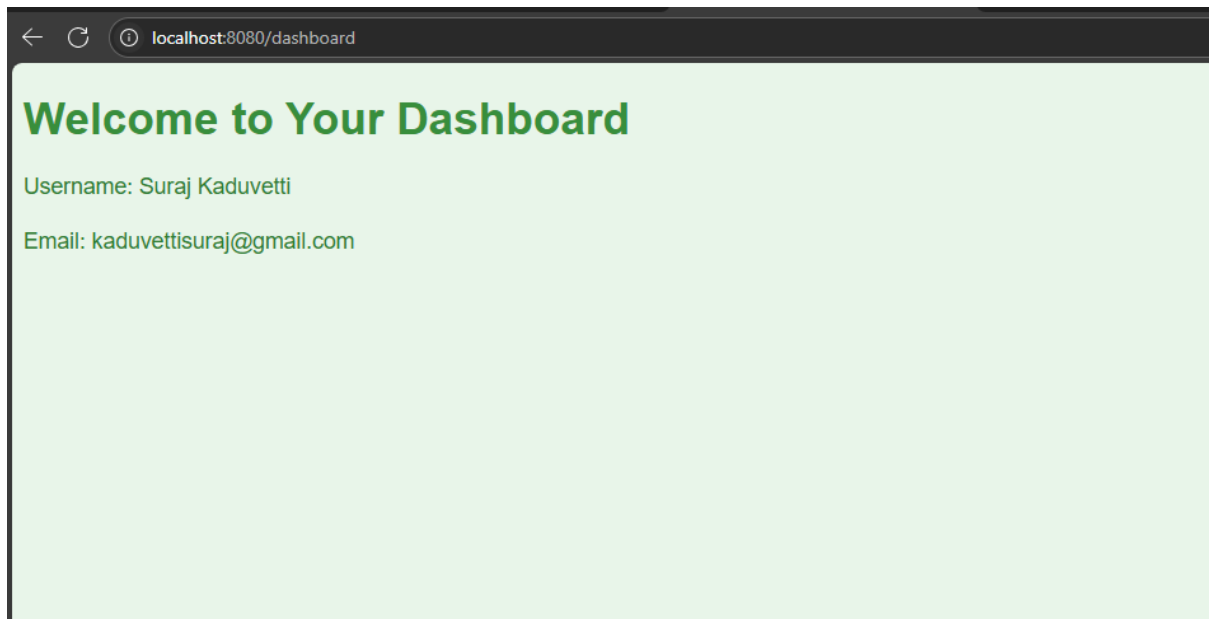 localhost:8080/dashboard
Welcome to Your Dashboard
Username: Suraj Kaduvetti
Email: kaduvettisuraj@gmail.com